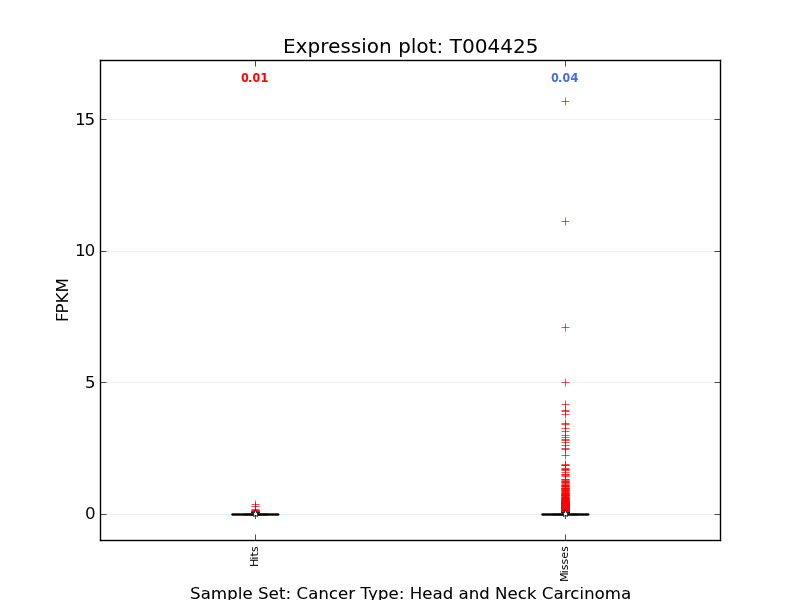 Expression plot: T004425
0.01
0.04
15
10
5
0
FPKM
Hits
Misses
Sample Set: Cancer Type: Head and Neck Carcinoma